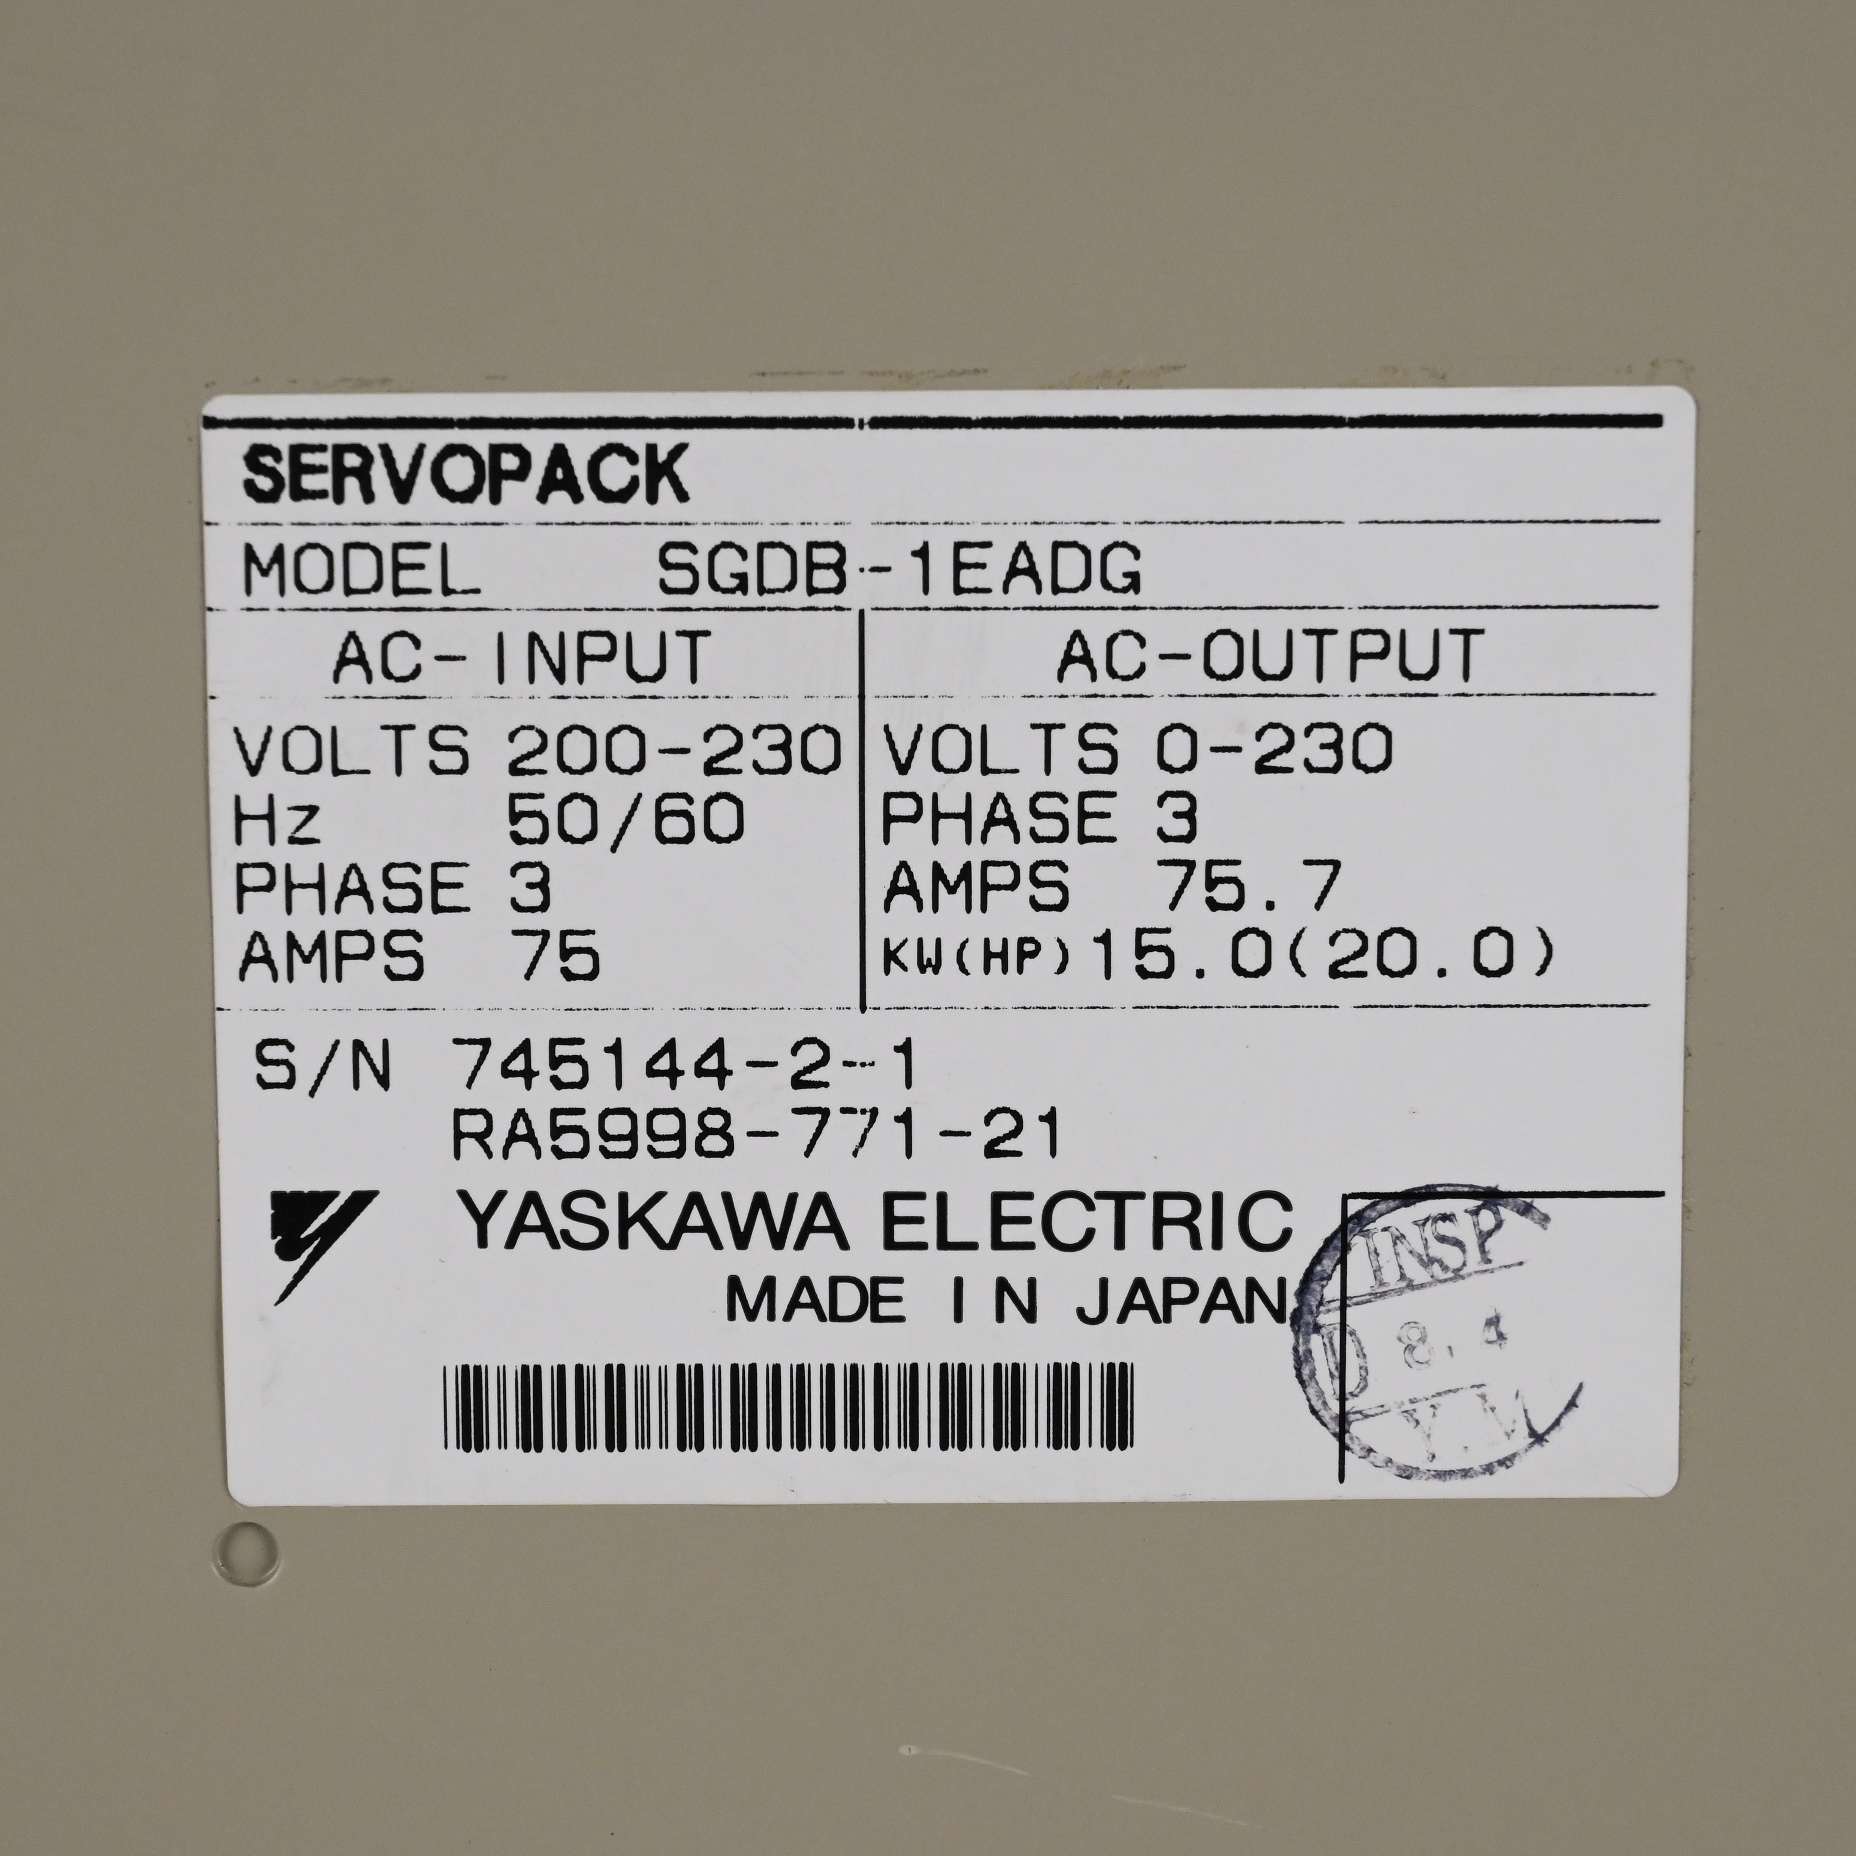 SERVOPACK
MODEL SGDB-1EADG
AC-INPUT
VOLTS 200-230
Hz 50/60
PHASE 3
AMPS 75
AC-OUTPUT
VOLTS 0-230
PHASE 3
AMPS 75.7
KW(HP) 15.0(20.0)
S/N 745144-2-1
RA5998-771-21
YASKAWA ELECTRIC
MADE IN JAPAN
INSP
D 8.4